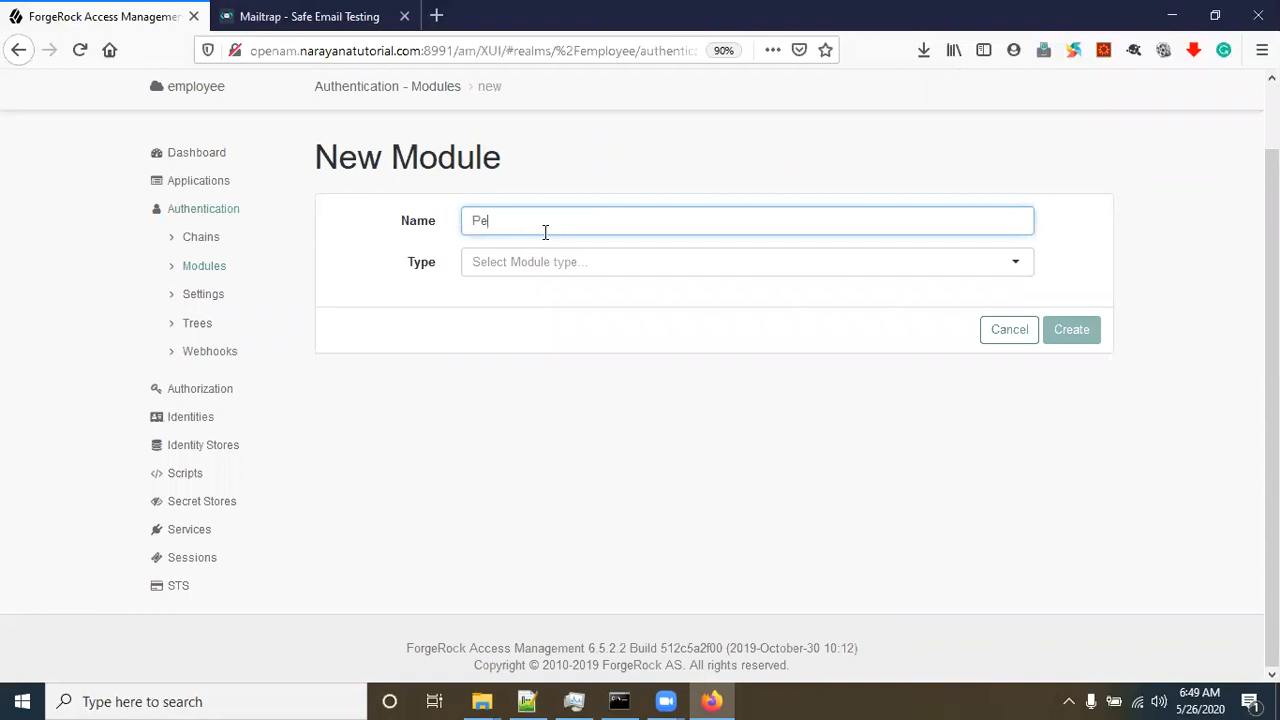 ForgeRock Access Management
Mailtrap - Safe Email Testing
openam.narayanatutorial.com:8991/am/XUI/#realms/%2Femployee/authentic
90%
employee
Authentication - Modules > new
Dashboard
Applications
Authentication
Chains
Modules
Settings
Trees
Webhooks
Authorization
Identities
Identity Stores
Scripts
Secret Stores
Services
Sessions
STS
New Module
Name
Pe
Type
Select Module type...
Cancel
Create
ForgeRock Access Management 6.5.2.2 Build 512c5a2f00 (2019-October-30 10:12)
Copyright © 2010-2019 ForgeRock AS. All rights reserved.
Type here to search
6:49 AM
5/26/2020
1